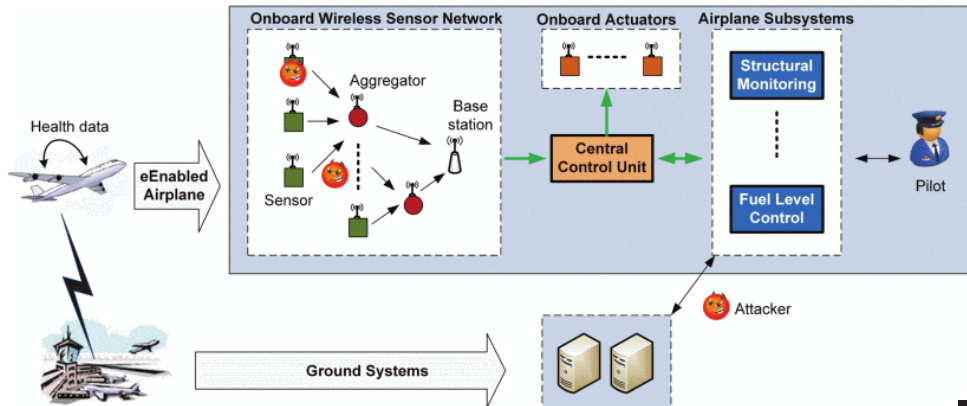 Onboard Wireless Sensor Network
Onboard Actuators
Airplane Subsystems
Aggregator
Base
station
Sensor
Central
Control Unit
Structural
Monitoring
Fuel Level
Control
Pilot
Health data
eEnabled
Airplane
Attacker
Ground Systems